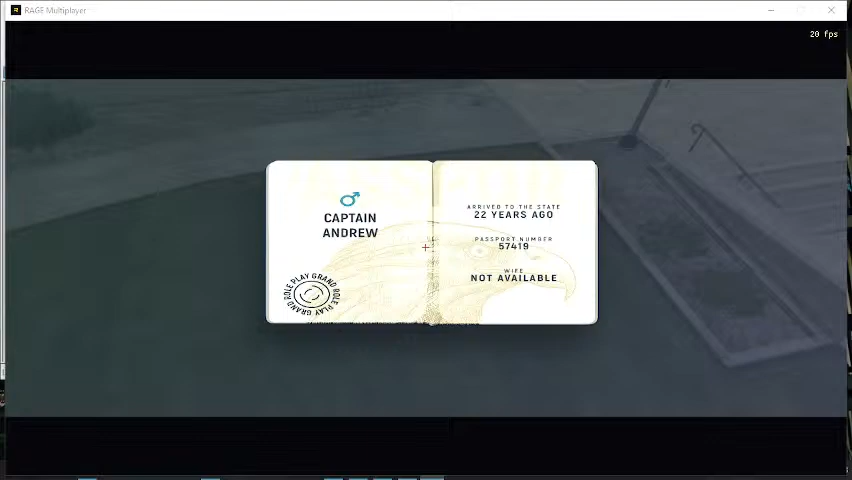 RAGE Multiplayer
20 fps
CAPTAIN
ANDREW
ARRIVED TO THE STATE
22 YEARS AGO
PASSPORT NUMBER
57419
WIFE
NOT AVAILABLE
ROLE PLAY GRAND ROLE PLAY GRAND